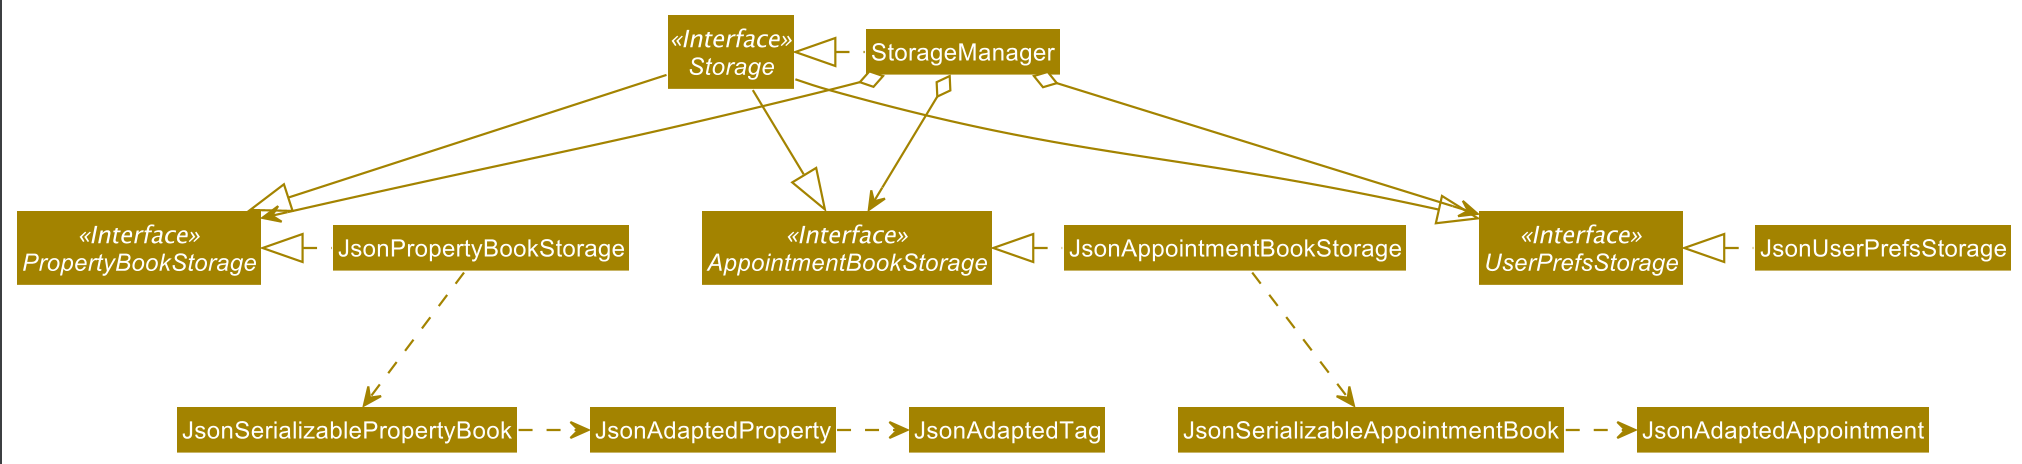 «Interface»
Storage
StorageManager
«Interface»
PropertyBookStorage
JsonPropertyBookStorage
«Interface»
AppointmentBookStorage
JsonAppointmentBookStorage
«Interface»
UserPrefsStorage
JsonUserPrefsStorage
JsonSerializablePropertyBook
JsonAdaptedProperty
JsonAdaptedTag
JsonSerializableAppointmentBook
JsonAdaptedAppointment